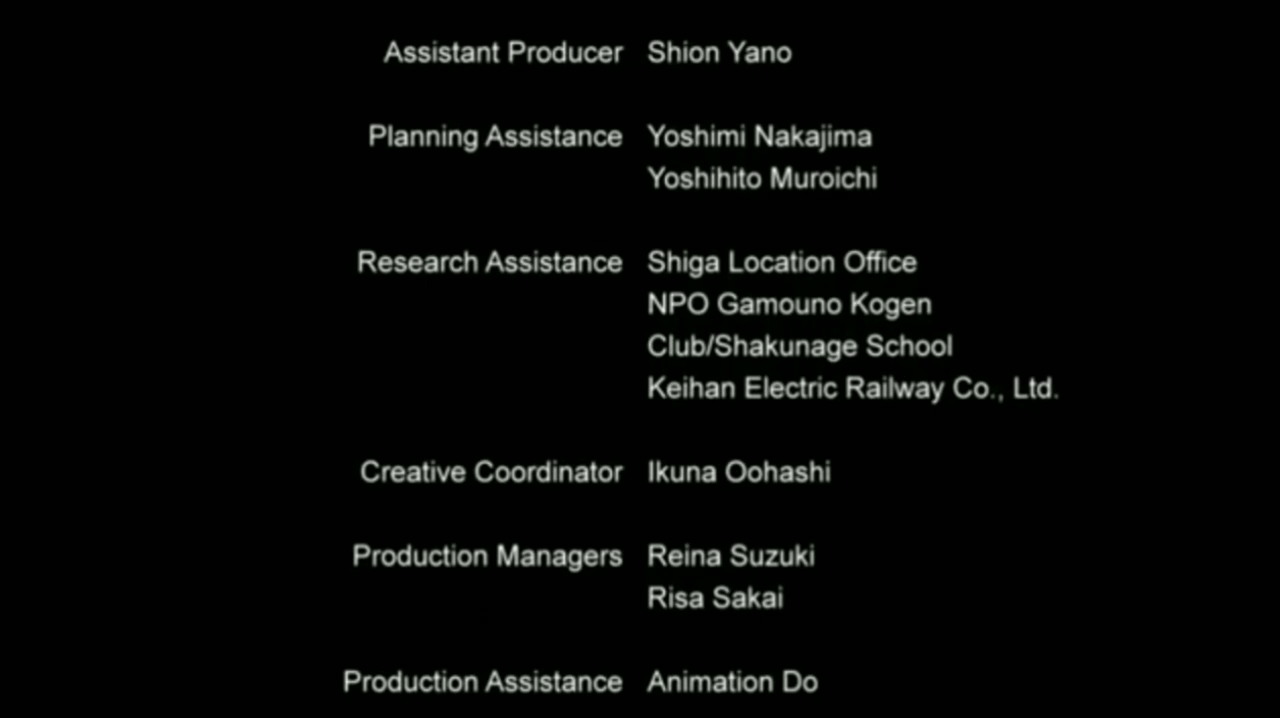 Assistant Producer Shion Yano
Planning Assistance Yoshimi Nakajima
Yoshihito Muroichi
Research Assistance Shiga Location Office
NPO Gamouno Kogen
Club/Shakunage School
Keihan Electric Railway Co., Ltd.
Creative Coordinator Ikuna Oohashi
Production Managers Reina Suzuki
Risa Sakai
Production Assistance Animation Do